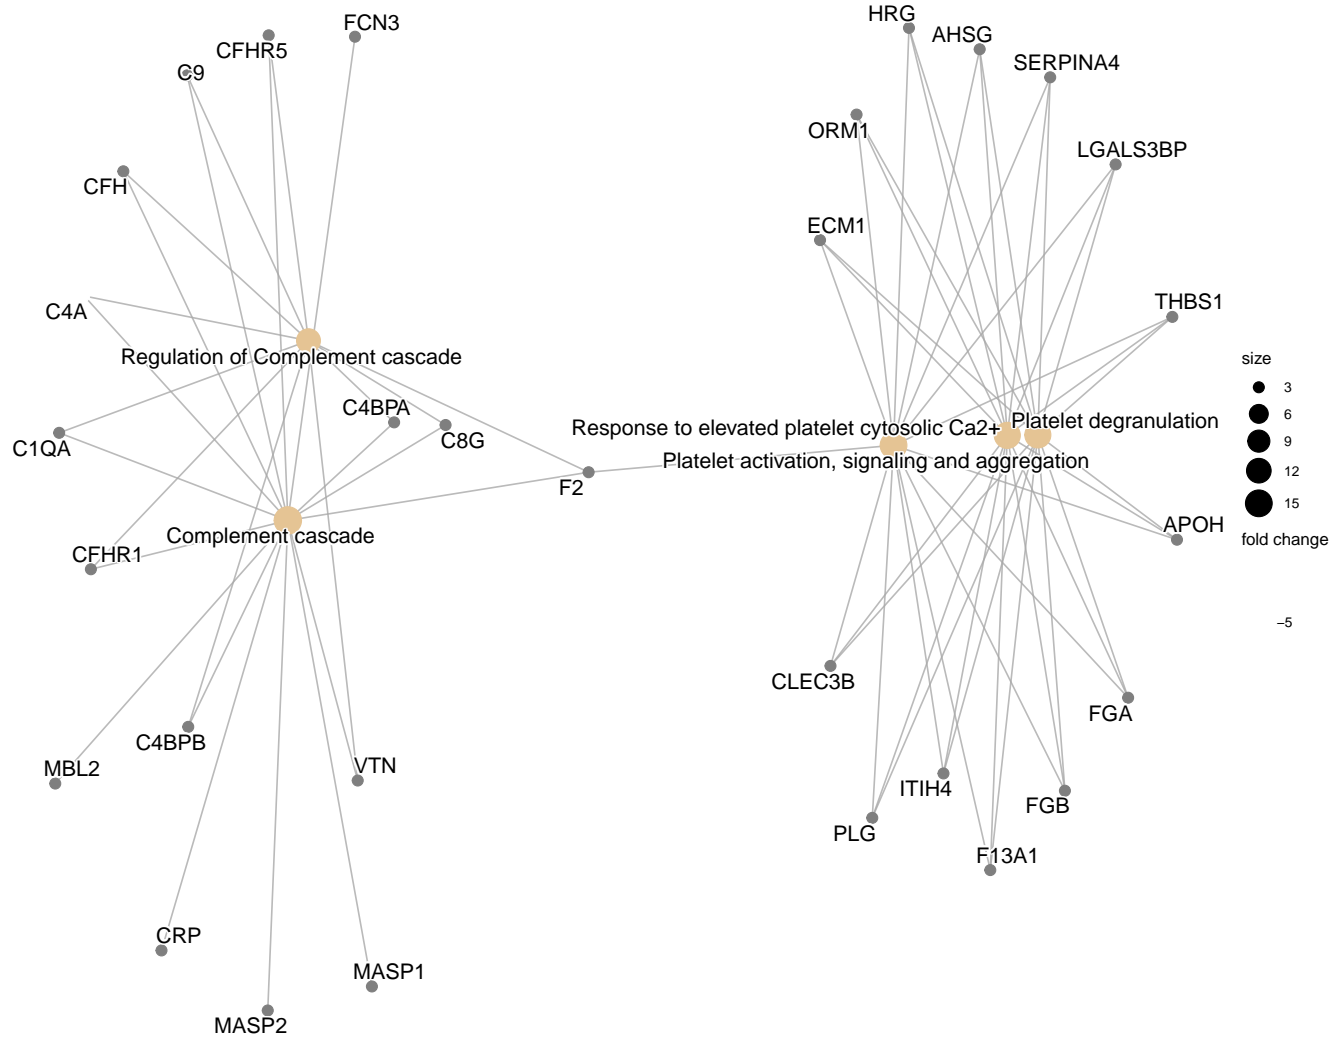 HRG
FCN3
AHSG
CFHR5
SERPINA4
C9
ORM1
LGALS3BP
CFH
ECM1
THBS1
C4A
Regulation of Complement cascade
size
3
C4BPA
6
Platelet degranulation
Response to elevated platelet cytosolic Ca2+
C8G
9
C1QA
Platelet activation, signaling and aggregation
12
F2
15
APOH
Complement cascade
fold change
CFHR1
−5
CLEC3B
FGA
C4BPB
VTN
MBL2
ITIH4
FGB
PLG
F13A1
CRP
MASP1
MASP2